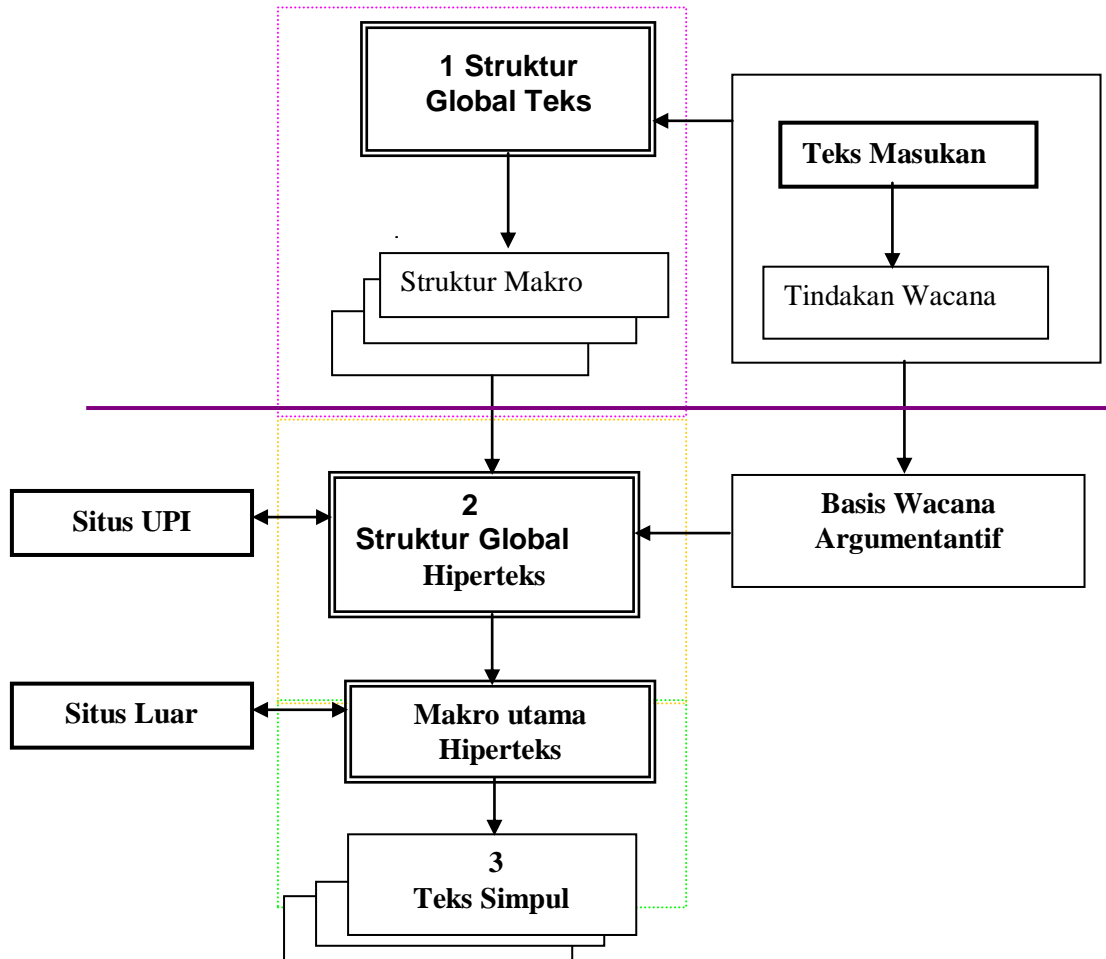 1 Struktur
Global Teks
Teks Masukan
Struktur Makro
Tindakan Wacana
Situs UPI
2
Struktur Global
Hiperteks
Basis Wacana
Argumentantif
Situs Luar
Makro utama
Hiperteks
3
Teks Simpul